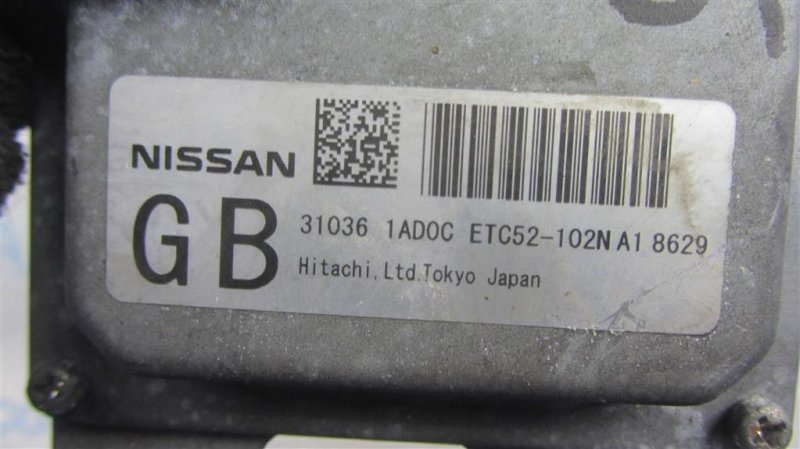 NISSAN
GB 31036 1AD0C ETC52-102N A1 8629
Hitachi,Ltd.Tokyo Japan